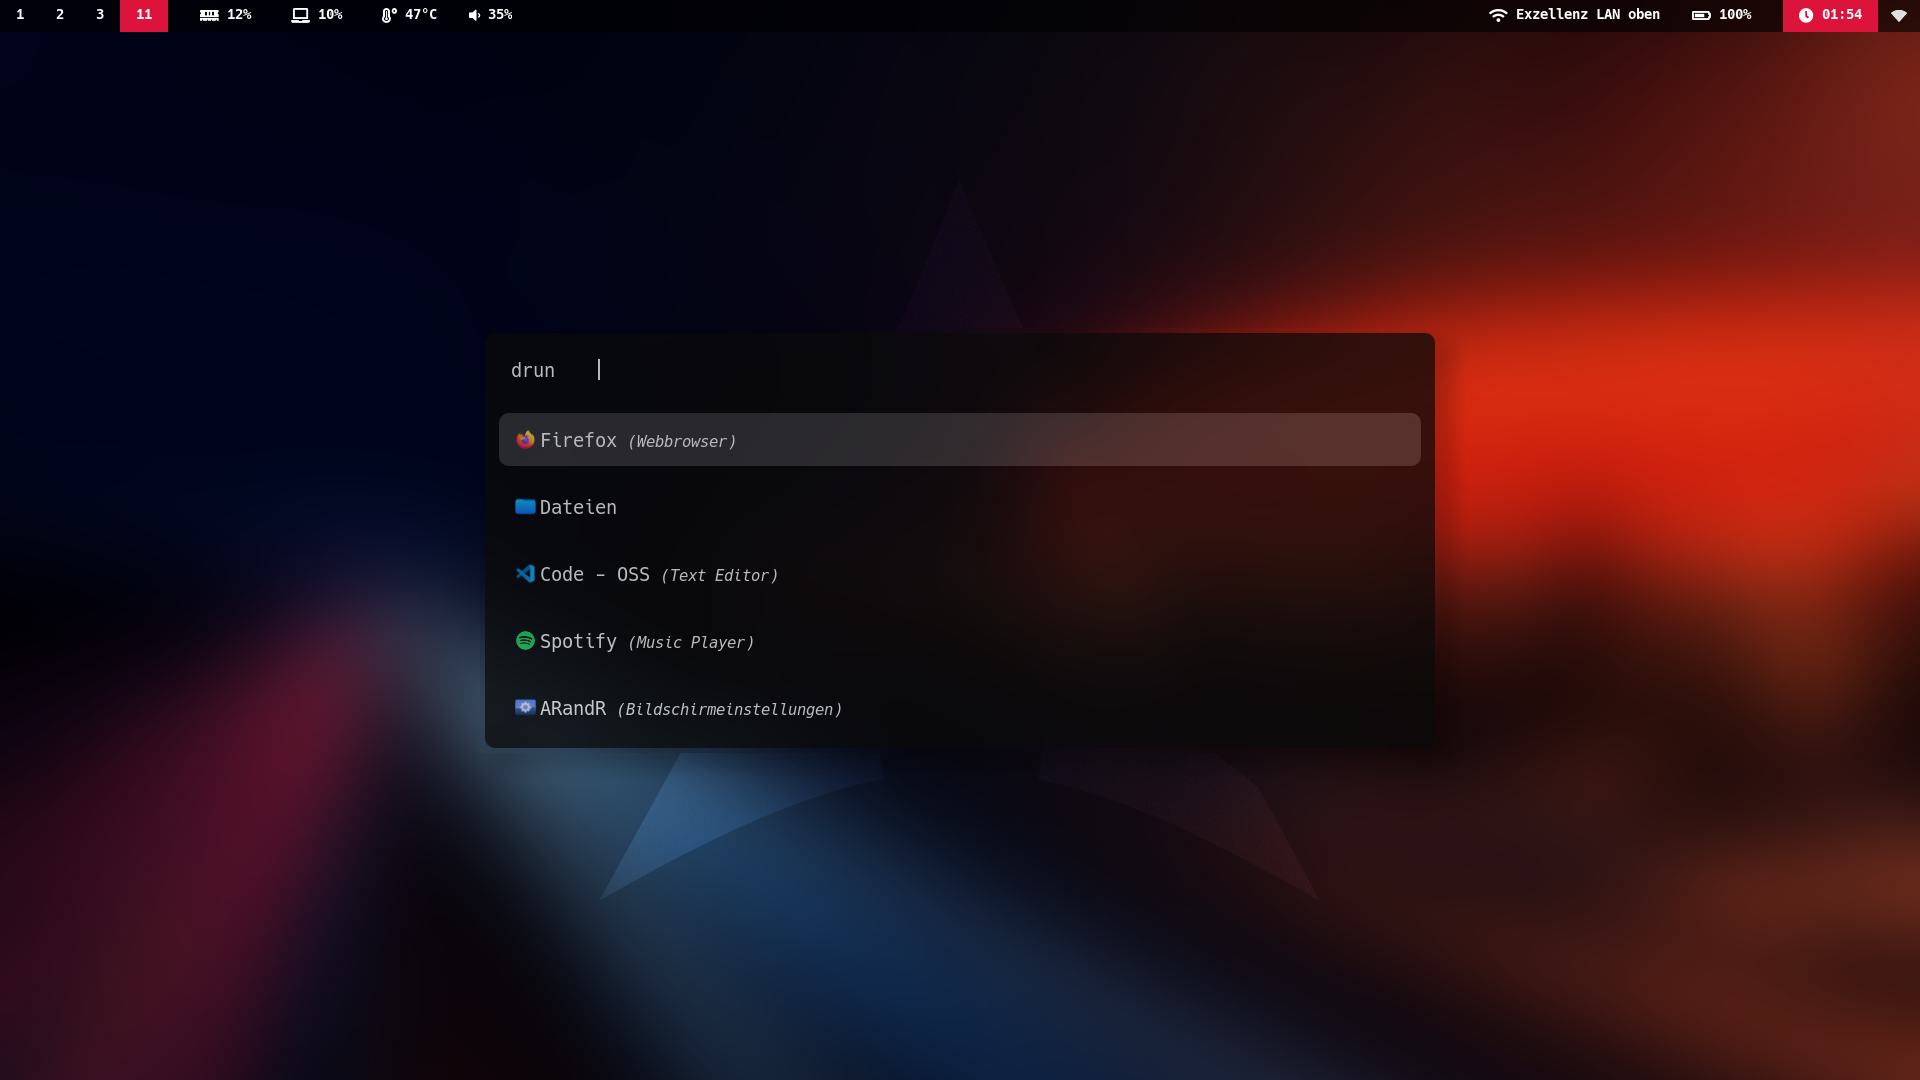 1 2 3 11 12% 10% 47°C 35% Exzellenz LAN oben 100% 01:54
drun
Firefox (Webbrowser)
Dateien
Code - OSS (Text Editor)
Spotify (Music Player)
ARandR (Bildschirmeinstellungen)